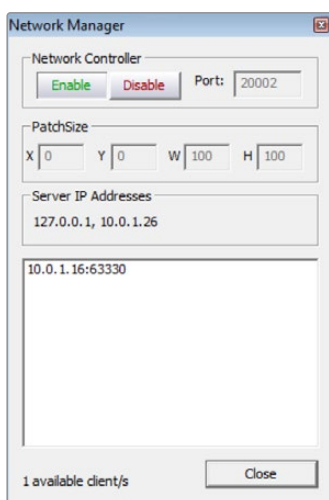 Network Manager
Network Controller
Enable Disable Port: 20002
PatchSize
X 0 Y 0 W 100 H 100
Server IP Addresses
127.0.0.1, 10.0.1.26
10.0.1.16:63330
1 available client/s
Close